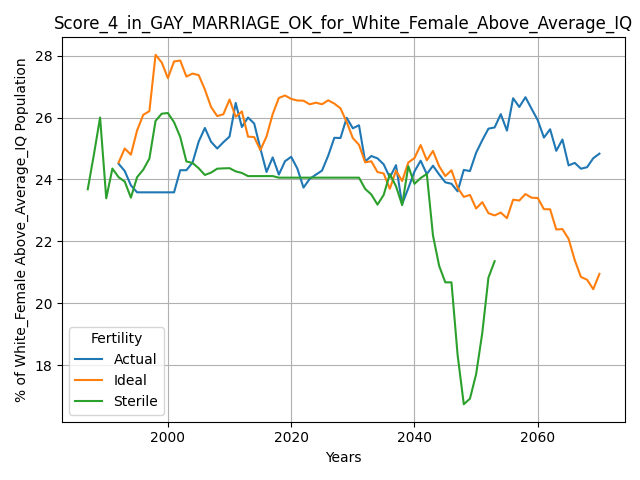 Score_4_in_GAY_MARRIAGE_OK_for_White_Female_Above_Average_IQ
% of White_Female Above_Average_IQ Population
28
26
24
22
20
18
Fertility
Actual
Ideal
Sterile
2000
2020
2040
2060
Years